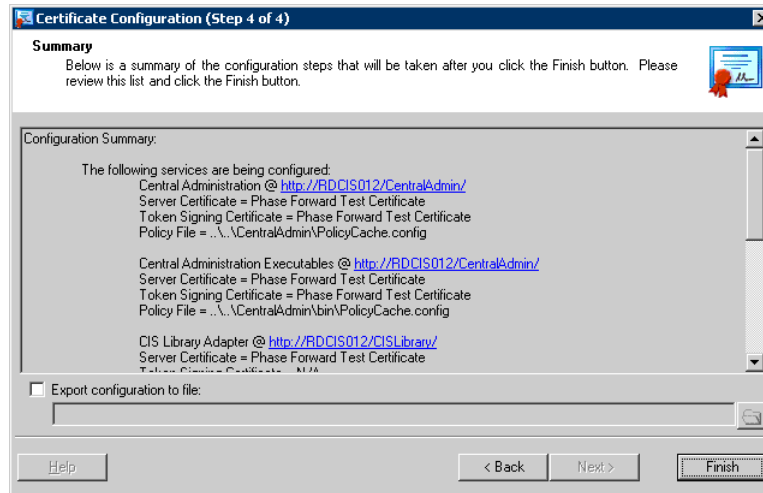 Certificate Configuration (Step 4 of 4)
Summary
Below is a summary of the configuration steps that will be taken after you click the Finish button. Please
review this list and click the Finish button.
Configuration Summary:
The following services are being configured:
Central Administration @ http://RDCIS012/CentralAdmin/
Server Certificate = Phase Forward Test Certificate
Token Signing Certificate = Phase Forward Test Certificate
Policy File = ..\..\CentralAdmin\PolicyCache.config
Central Administration Executables @ http://RDCIS012/CentralAdmin/
Server Certificate = Phase Forward Test Certificate
Token Signing Certificate = Phase Forward Test Certificate
Policy File = ..\..\CentralAdmin\bin\PolicyCache.config
CIS Library Adapter @ http://RDCIS012/CISLibrary/
Server Certificate = Phase Forward Test Certificate
Token Signing Certificate = N/A
Export configuration to file:
Help
< Back
Next >
Finish